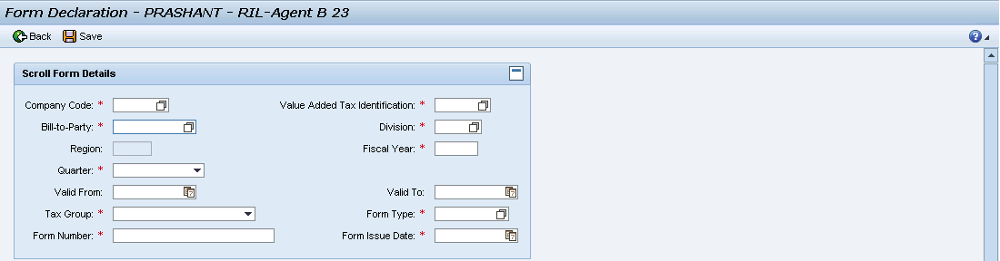 Form Declaration - PRASHANT - RIL-Agent B 23
Back Save ?
Scroll Form Details
Company Code: * Value Added Tax Identification: *
Bill-to-Party: * Division: *
Region: Fiscal Year: *
Quarter: *
Valid From: Valid To:
Tax Group: * Form Type: *
Form Number: * Form Issue Date: *